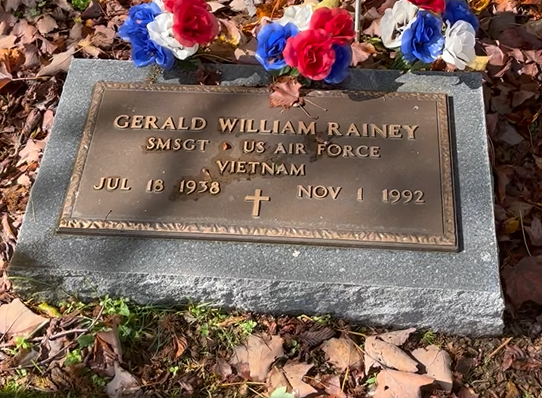 GERALD WILLIAM RAINEY
SMSGT ♦ US AIR FORCE
VIETNAM
JUL 18 1938 NOV 1 1992